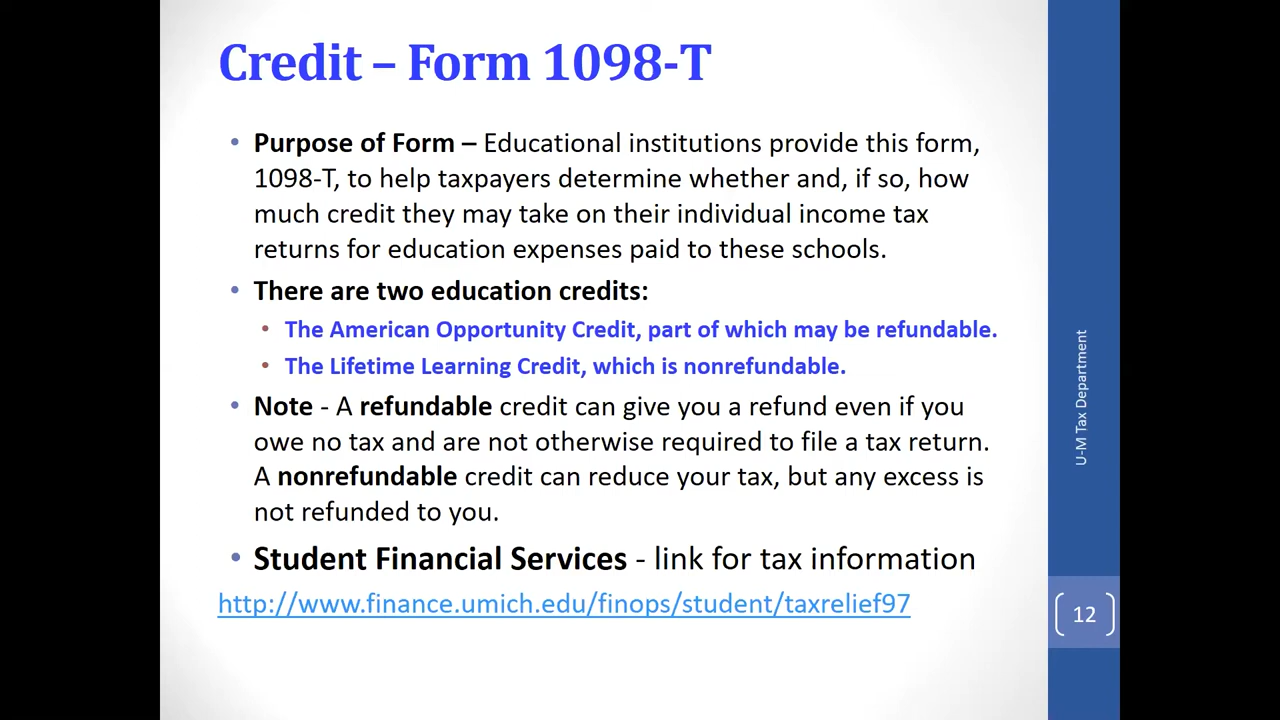 Credit – Form 1098-T
• Purpose of Form – Educational institutions provide this form,
1098-T, to help taxpayers determine whether and, if so, how
much credit they may take on their individual income tax
returns for education expenses paid to these schools.
• There are two education credits:
• The American Opportunity Credit, part of which may be refundable.
• The Lifetime Learning Credit, which is nonrefundable.
• Note - A refundable credit can give you a refund even if you
owe no tax and are not otherwise required to file a tax return.
A nonrefundable credit can reduce your tax, but any excess is
not refunded to you.
• Student Financial Services - link for tax information
http://www.finance.umich.edu/finops/student/taxrelief97
U-M Tax Department
12